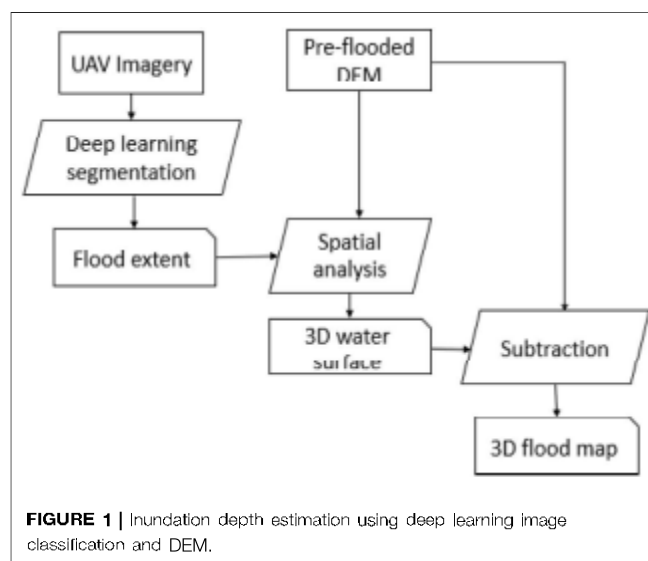 UAV Imagery
Pre-flooded
DEM
Deep learning
segmentation
Flood extent
Spatial
analysis
3D water
surface
Subtraction
3D flood map
FIGURE 1 | Inundation depth estimation using deep learning image
classification and DEM.